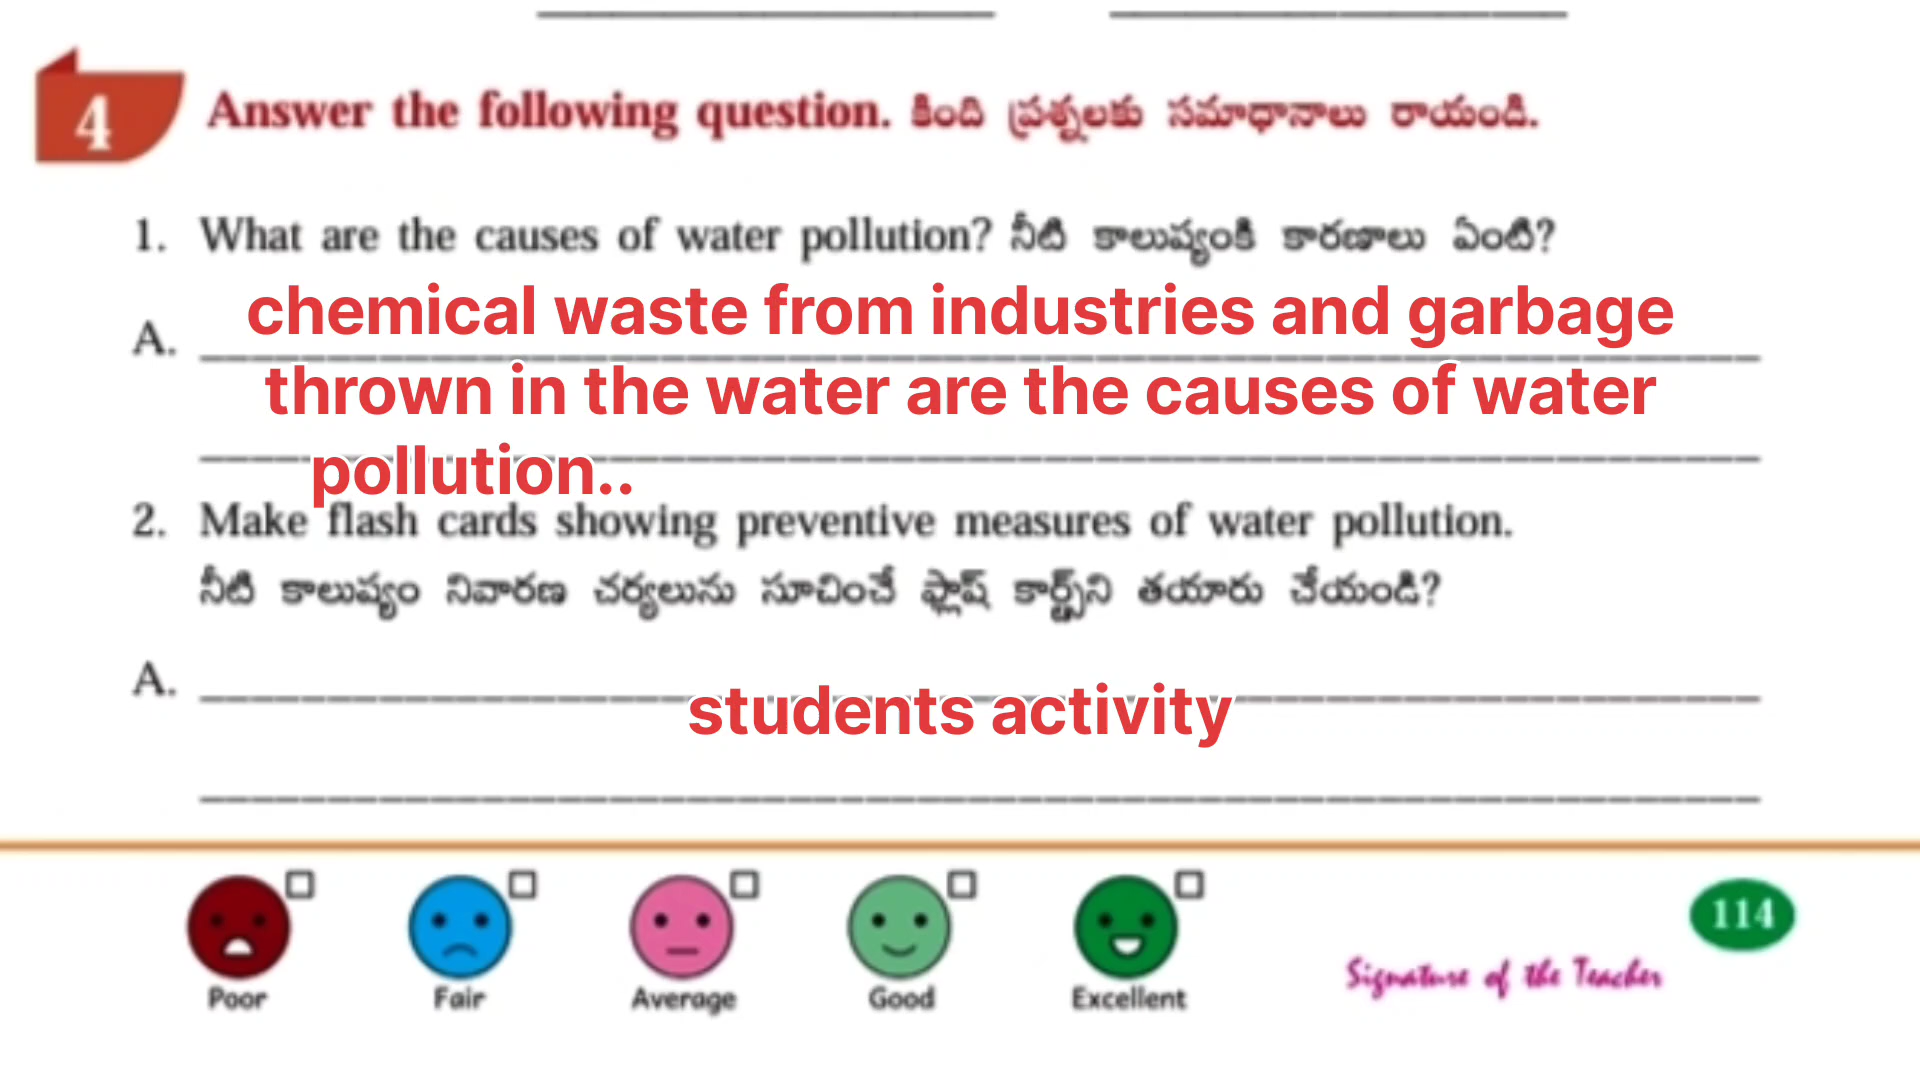 4
Answer the following question. కింది ప్రశ్నలకు సమాధానాలు రాయండి.
1. What are the causes of water pollution? నీటి కాలుష్యంకి కారణాలు ఏంటి?
A. chemical waste from industries and garbage
thrown in the water are the causes of water
pollution..
2. Make flash cards showing preventive measures of water pollution.
నీటి కాలుష్యం నివారణ చర్యలును సూచించే ఫ్లాష్ కార్డ్స్‌ని తయారు చేయండి?
A. students activity
Poor Fair Average Good Excellent
114
Signature of the Teacher